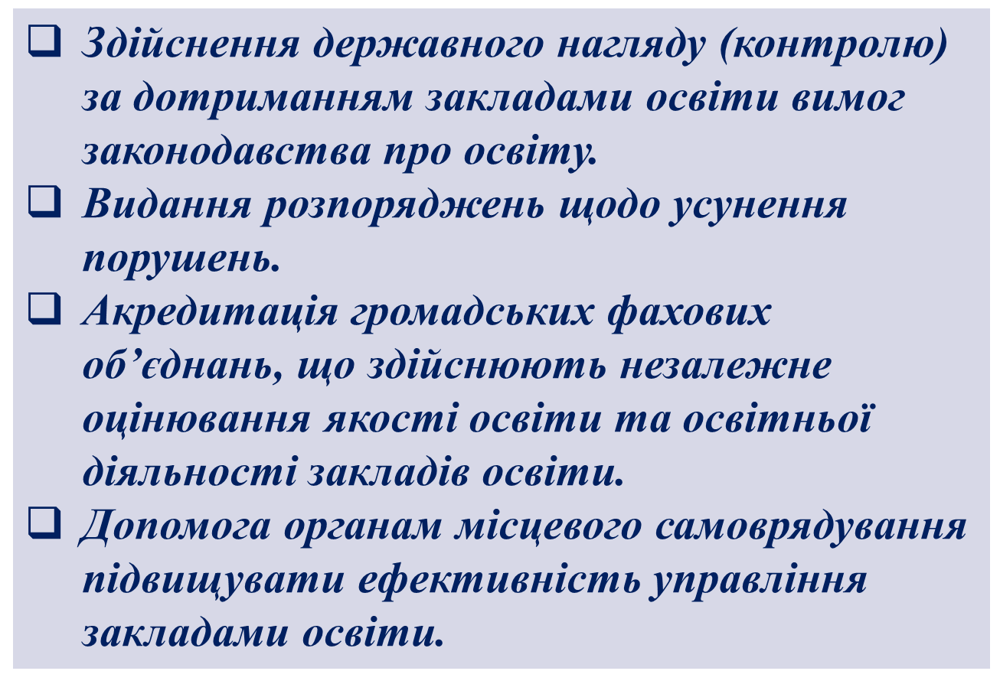 ❑ Здійснення державного нагляду (контролю)
за дотриманням закладами освіти вимог
законодавства про освіту.
❑ Видання розпоряджень щодо усунення
порушень.
❑ Акредитація громадських фахових
об’єднань, що здійснюють незалежне
оцінювання якості освіти та освітньої
діяльності закладів освіти.
❑ Допомога органам місцевого самоврядування
підвищувати ефективність управління
закладами освіти.